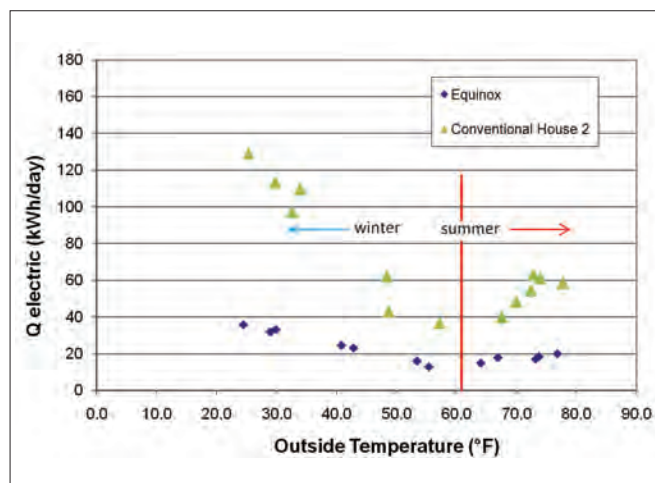 180
160
140
120
100
80
60
40
20
0
Q electric (kWh/day)
Equinox
Conventional House 2
winter
summer
0.0 10.0 20.0 30.0 40.0 50.0 60.0 70.0 80.0 90.0
Outside Temperature (°F)